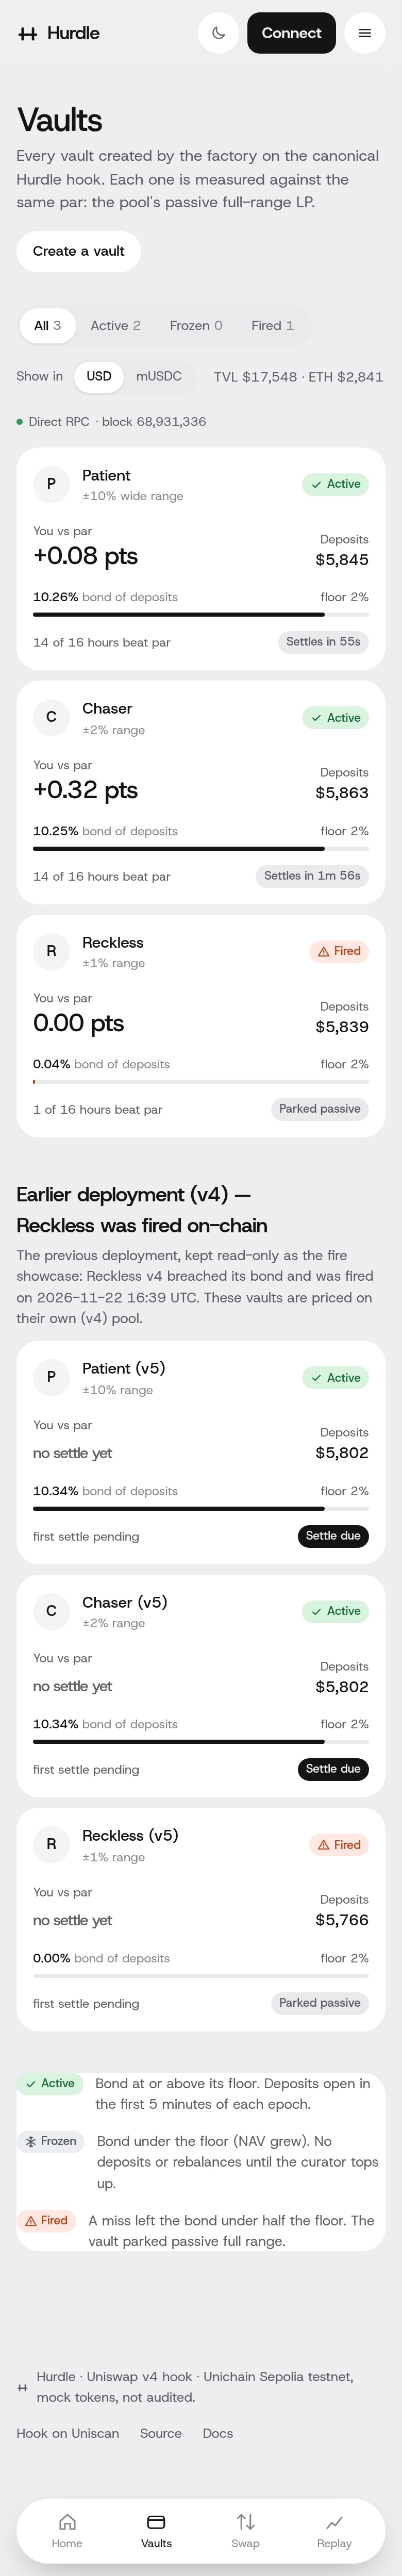 Hurdle
Connect
Vaults
Every vault created by the factory on the canonical
Hurdle hook. Each one is measured against the
same par: the pool's passive full-range LP.
Create a vault
All 3 Active 2 Frozen 0 Fired 1
Show in USD mUSDC TVL $17,548 · ETH $2,841
Direct RPC · block 68,931,336
P Patient Active
±10% wide range
You vs par Deposits
+0.08 pts $5,845
10.26% bond of deposits floor 2%
14 of 16 hours beat par Settles in 55s
C Chaser Active
±2% range
You vs par Deposits
+0.32 pts $5,863
10.25% bond of deposits floor 2%
14 of 16 hours beat par Settles in 1m 56s
R Reckless Fired
±1% range
You vs par Deposits
0.00 pts $5,839
0.04% bond of deposits floor 2%
1 of 16 hours beat par Parked passive
Earlier deployment (v4) —
Reckless was fired on-chain
The previous deployment, kept read-only as the fire
showcase: Reckless v4 breached its bond and was fired
on 2026-11-22 16:39 UTC. These vaults are priced on
their own (v4) pool.
P Patient (v5) Active
±10% range
You vs par Deposits
no settle yet $5,802
10.34% bond of deposits floor 2%
first settle pending Settle due
C Chaser (v5) Active
±2% range
You vs par Deposits
no settle yet $5,802
10.34% bond of deposits floor 2%
first settle pending Settle due
R Reckless (v5) Fired
±1% range
You vs par Deposits
no settle yet $5,766
0.00% bond of deposits floor 2%
first settle pending Parked passive
Active Bond at or above its floor. Deposits open in
the first 5 minutes of each epoch.
Frozen Bond under the floor (NAV grew). No
deposits or rebalances until the curator tops
up.
Fired A miss left the bond under half the floor. The
vault parked passive full range.
Hurdle · Uniswap v4 hook · Unichain Sepolia testnet,
mock tokens, not audited.
Hook on Uniscan Source Docs
Home Vaults Swap Replay